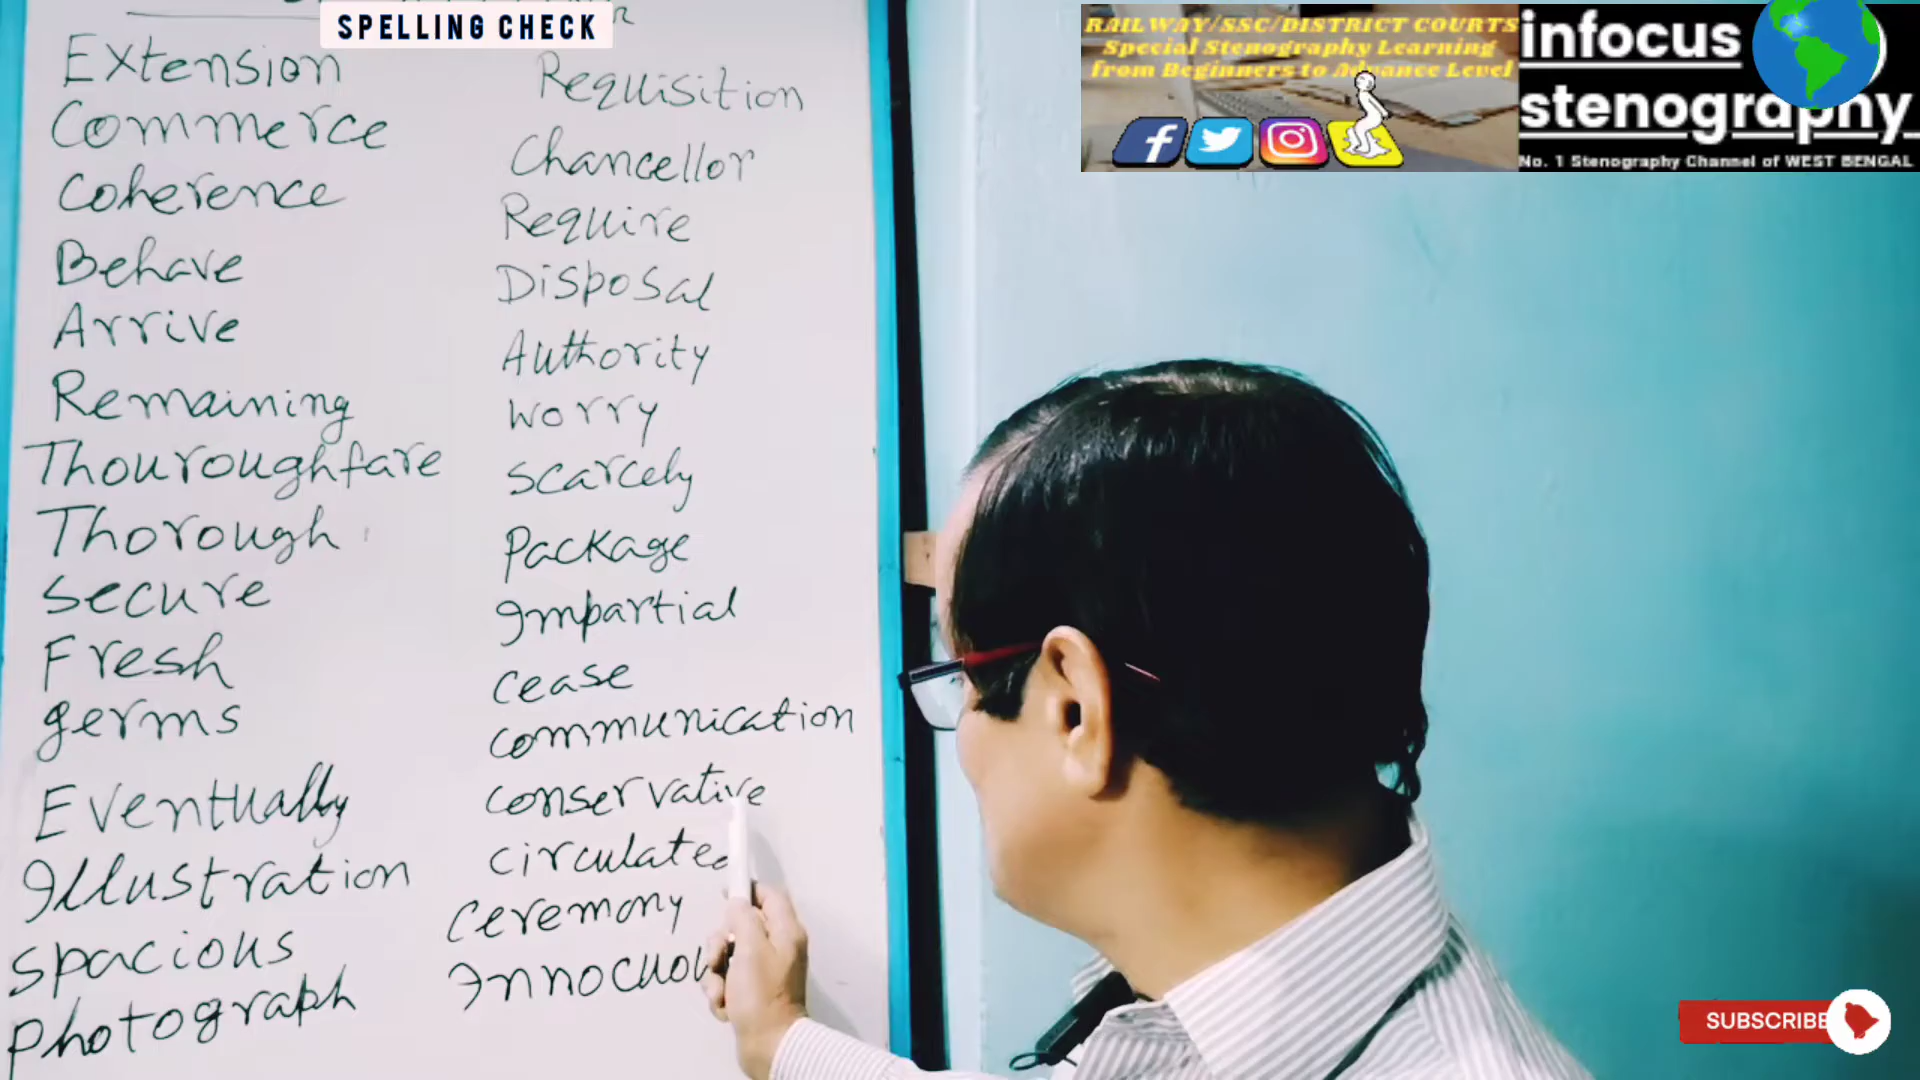 SPELLING CHECK
Extension
Commerce
Coherence
Behave
Arrive
Remaining
Thouroughfare
Thorough
Secure
Fresh
germs
Eventually
Illustration
Spacious
Photograph
Requisition
Chancellor
Require
Disposal
Authority
Worry
Scarcely
Package
Impartial
Cease
Communication
Conservative
Circulated
Ceremony
RAILWAY/SSC/DISTRICT COURTS
Special Stenography Learning
from Beginners to Advance Level
infocus
stenography
No. 1 Stenography Channel of WEST BENGAL
SUBSCRIBE